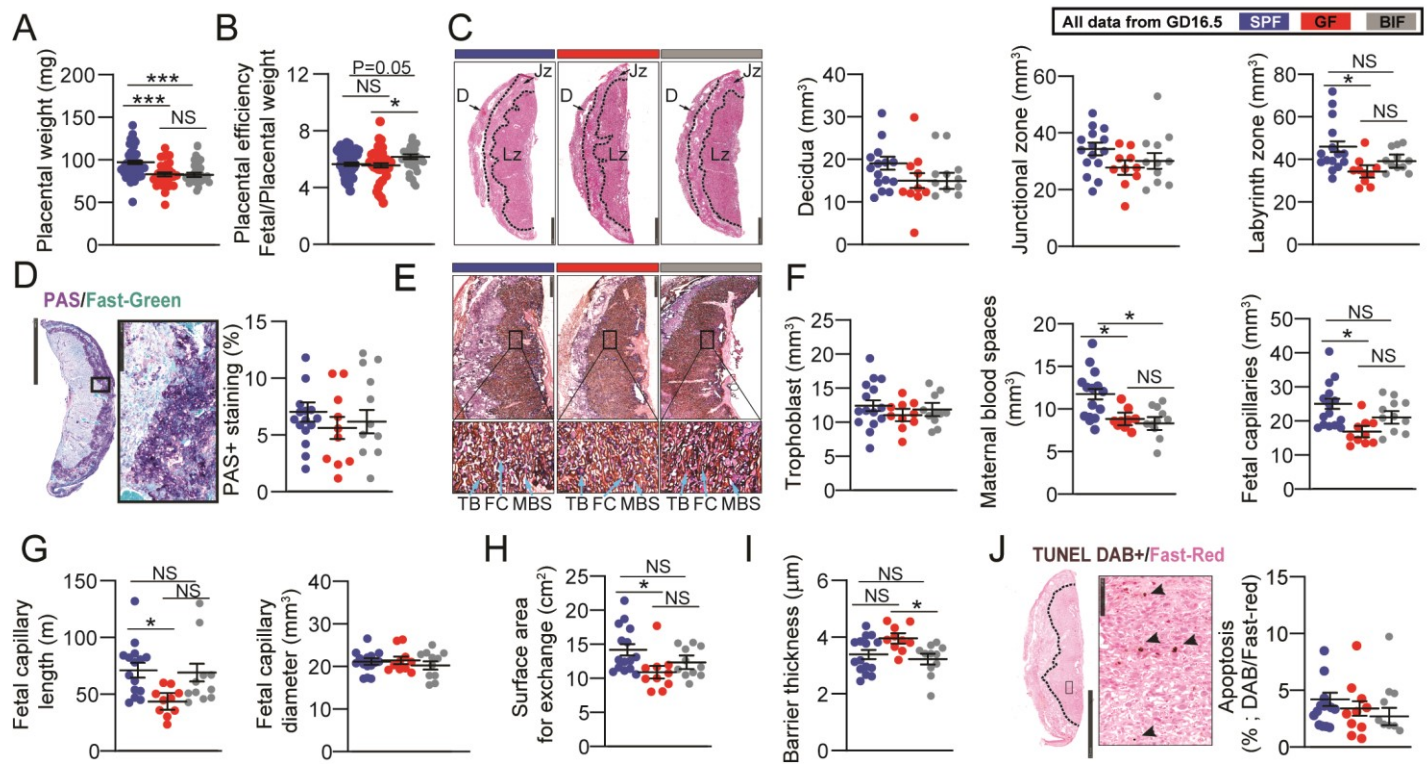 All data from GD16.5 SPF GF BIF
A
Placental weight (mg)
200
150
100
50
0
***
***
NS
B
Placental efficiency
Fetal/Placental weight
12
8
4
0
P=0.05
NS
*
C
Jz
D
Lz
Jz
D
Lz
Jz
D
Lz
Decidua (mm³)
40
30
20
10
0
Junctional zone (mm³)
60
40
20
0
Labyrinth zone (mm³)
80
60
40
20
0
NS
*
NS
D
PAS/Fast-Green
PAS+ staining (%)
15
10
5
0
E
TB FC MBS
TB FC MBS
TB FC MBS
F
Trophoblast (mm³)
25
20
15
10
5
0
Maternal blood spaces
(mm³)
20
15
10
5
0
*
*
NS
Fetal capillaries (mm³)
50
40
30
20
10
0
NS
*
NS
G
Fetal capillary
length (m)
150
100
50
0
NS
NS
*
Fetal capillary
diameter (mm³)
40
30
20
10
0
H
Surface area
for exchange (cm²)
25
20
15
10
5
0
NS
*
NS
I
Barrier thickness (μm)
6
4
2
0
NS
NS
*
J
TUNEL DAB+/Fast-Red
Apoptosis
(% ; DAB/Fast-red)
15
10
5
0